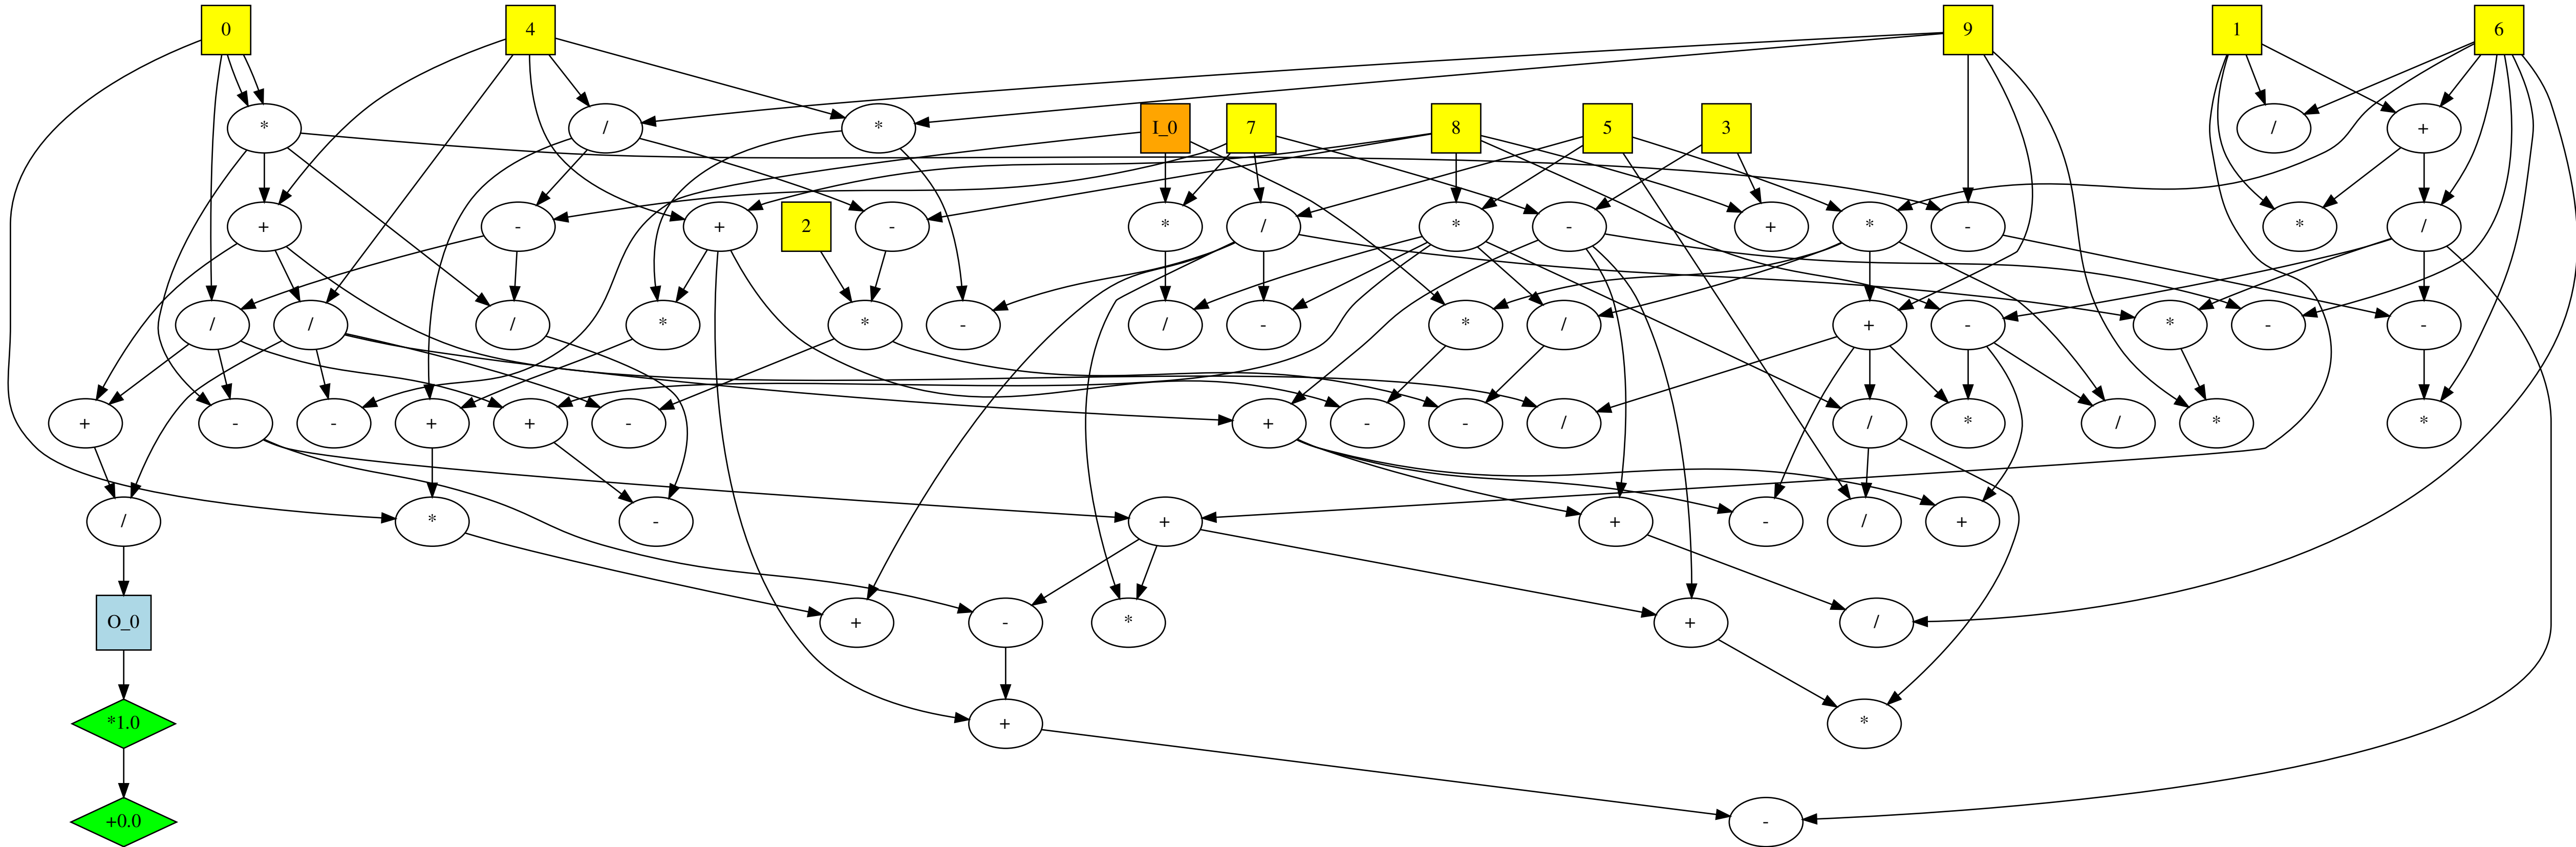 0 4 9 1 6
* / * I_0 7 8 5 3 / +
+ - + 2 - * / * - + * - * /
/ / / * * - / - * / + - * - -
+ - - + + - + - - / / * / * *
/ * - + + - / +
O_0 + - * + /
*1.0 + *
+0.0 -